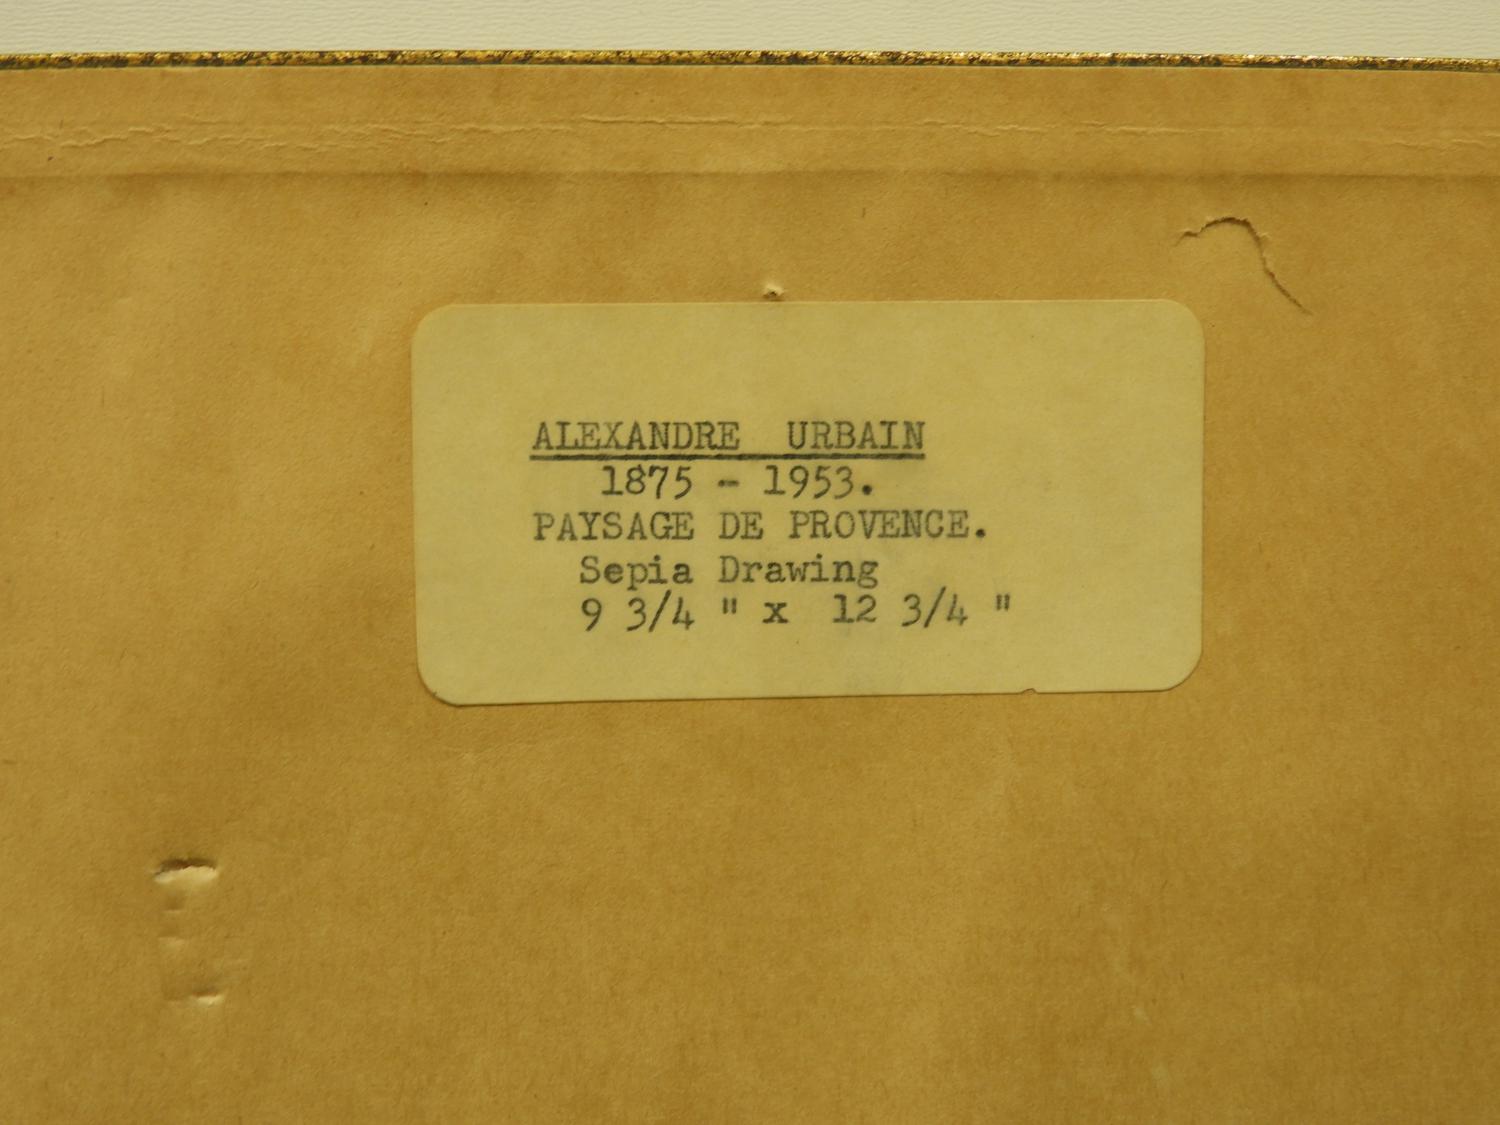 ALEXANDRE URBAIN
1875 - 1953.
PAYSAGE DE PROVENCE.
Sepia Drawing
9 3/4 " x 12 3/4 "